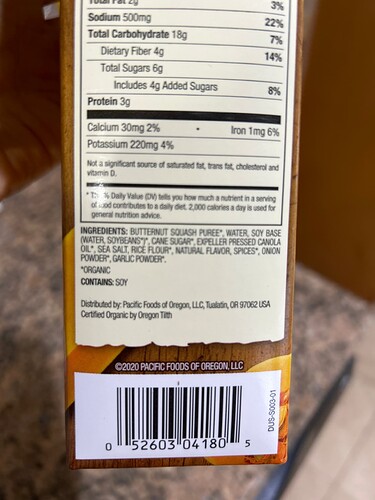 Total Fat 2g 3%
Sodium 500mg 22%
Total Carbohydrate 18g 7%
Dietary Fiber 4g 14%
Total Sugars 6g
Includes 4g Added Sugars 8%
Protein 3g
Calcium 30mg 2% • Iron 1mg 6%
Potassium 220mg 4%
Not a significant source of saturated fat, trans fat, cholesterol and
vitamin D.
* % Daily Value (DV) tells you how much a nutrient in a serving
of food contributes to a daily diet. 2,000 calories a day is used for
general nutrition advice.
INGREDIENTS: BUTTERNUT SQUASH PUREE*, WATER, SOY BASE
(WATER, SOYBEANS*)*, CANE SUGAR*, EXPELLER PRESSED CANOLA
OIL*, SEA SALT, RICE FLOUR*, NATURAL FLAVOR, SPICES*, ONION
POWDER*, GARLIC POWDER*.
*ORGANIC
CONTAINS: SOY
Distributed by: Pacific Foods of Oregon, LLC, Tualatin, OR 97062 USA
Certified Organic by Oregon Tilth
©2020 PACIFIC FOODS OF OREGON, LLC
DUS-S003-01
0 52603 04180 5